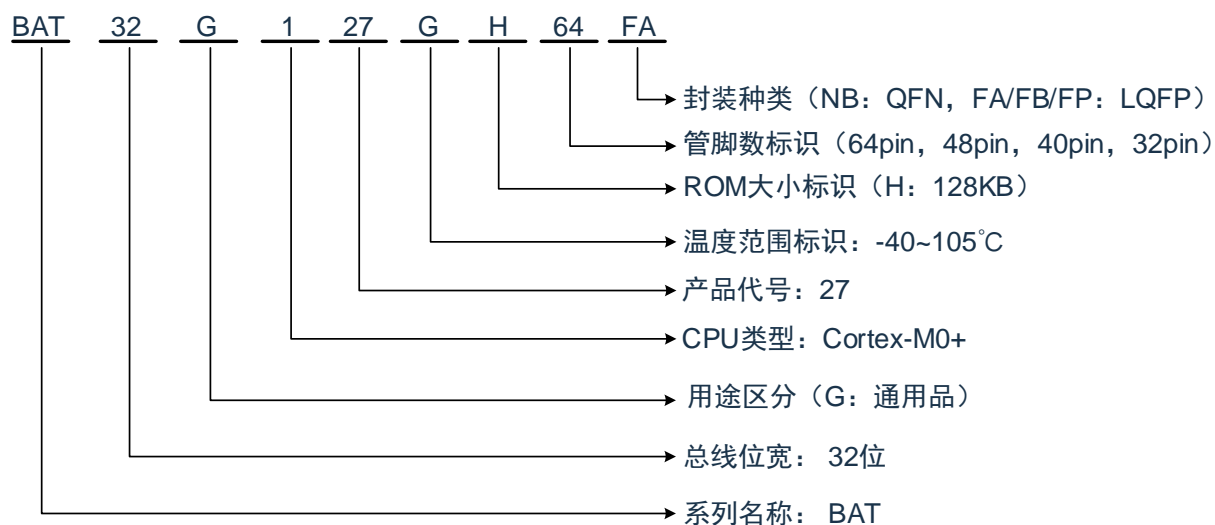 BAT 32 G 1 27 G H 64 FA
封装种类（NB：QFN，FA/FB/FP：LQFP）
管脚数标识（64pin，48pin，40pin，32pin）
ROM大小标识（H：128KB）
温度范围标识：-40~105℃
产品代号：27
CPU类型：Cortex-M0+
用途区分（G：通用品）
总线位宽： 32位
系列名称： BAT